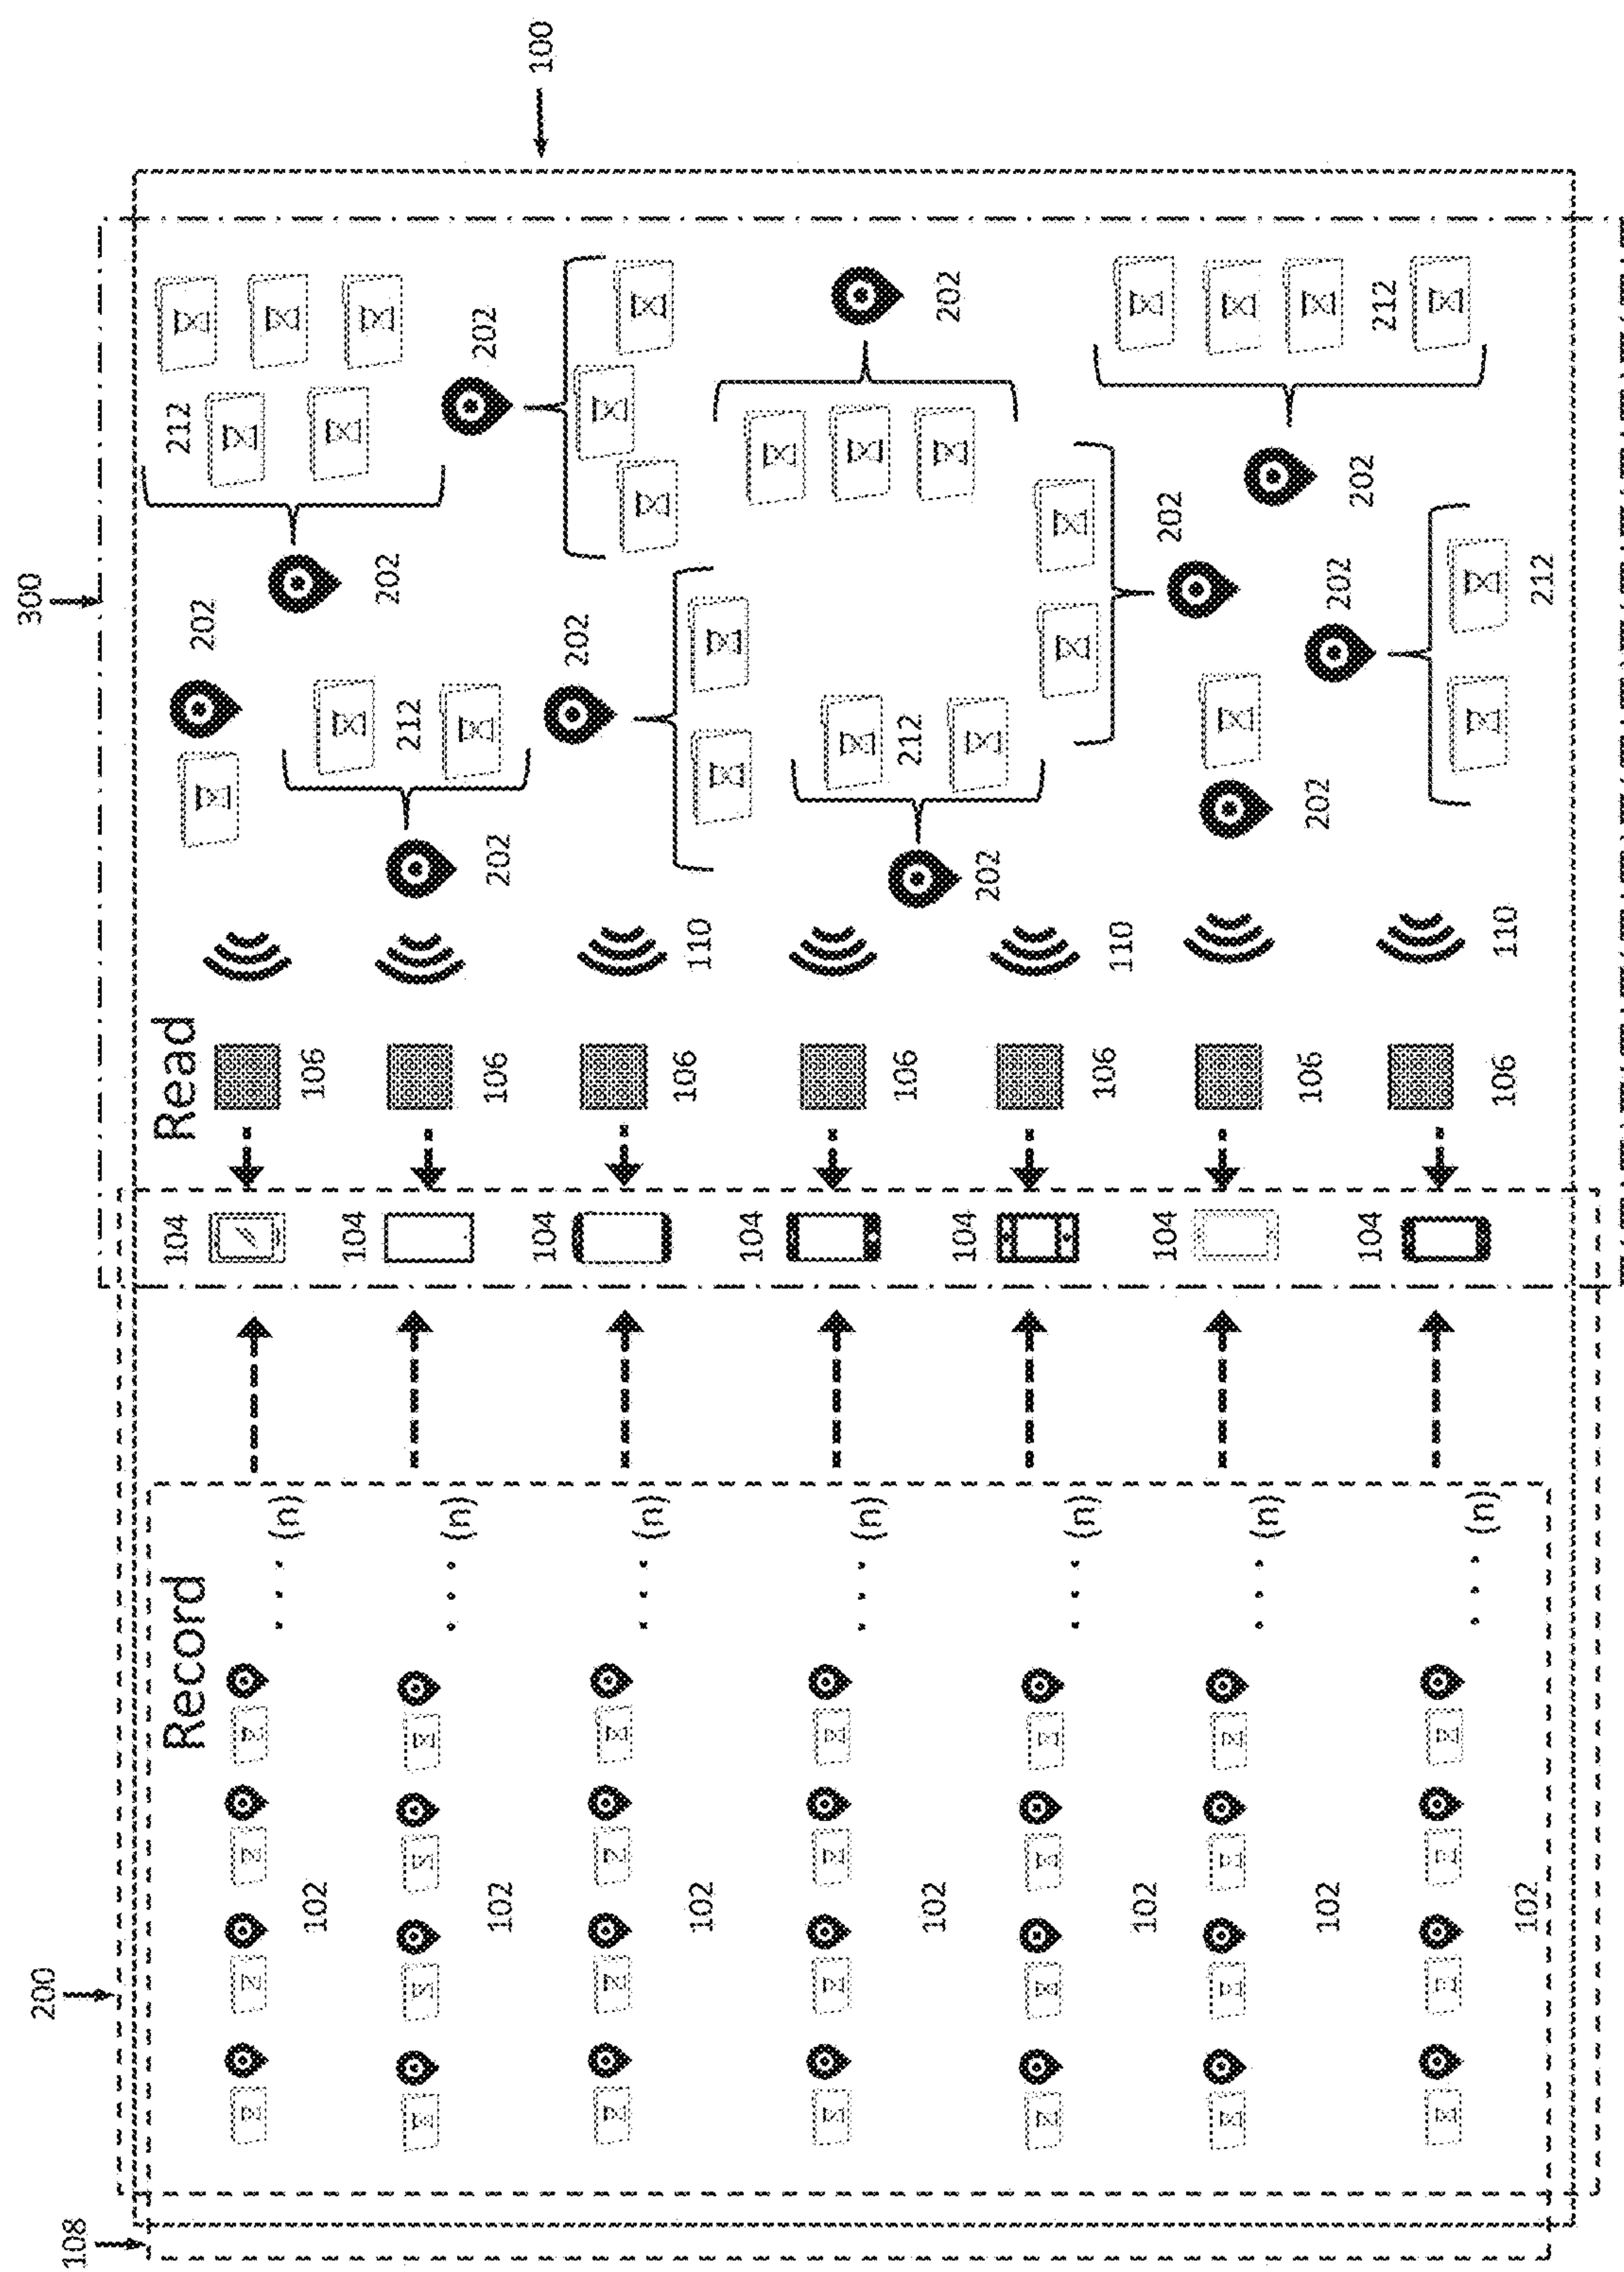 108 200 300
Record 104 Read 202 212
. . . (n)
102 106 202
104 212 202
. . . (n)
102 106 202
104 202 100
. . . (n)
102 106 110
104
. . . (n)
102 106 212 202
104 202
. . . (n)
102 106 110 202
104
. . . (n)
102 106 202 202 202 212
104
. . . (n)
102 106 110 212